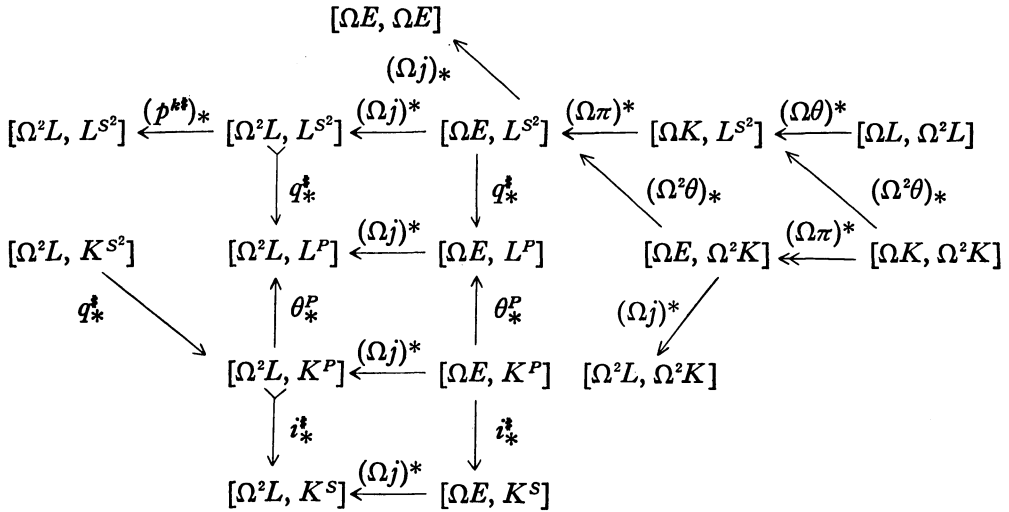 [ΩE, ΩE]
(Ωj)∗
[Ω²L, L^{S²}] (p^{k♯})∗ [Ω²L, L^{S²}] (Ωj)* [ΩE, L^{S²}] (Ωπ)* [ΩK, L^{S²}] (Ωθ)* [ΩL, Ω²L]
q^♯_∗ q^♯_∗ (Ω²θ)∗ (Ω²θ)∗
[Ω²L, K^{S²}] [Ω²L, L^P] (Ωj)* [ΩE, L^P] [ΩE, Ω²K] (Ωπ)* [ΩK, Ω²K]
q^♯_∗ θ^P_∗ θ^P_∗ (Ωj)*
[Ω²L, K^P] (Ωj)* [ΩE, K^P] [Ω²L, Ω²K]
i^♯_∗ i^♯_∗
[Ω²L, K^S] (Ωj)* [ΩE, K^S]